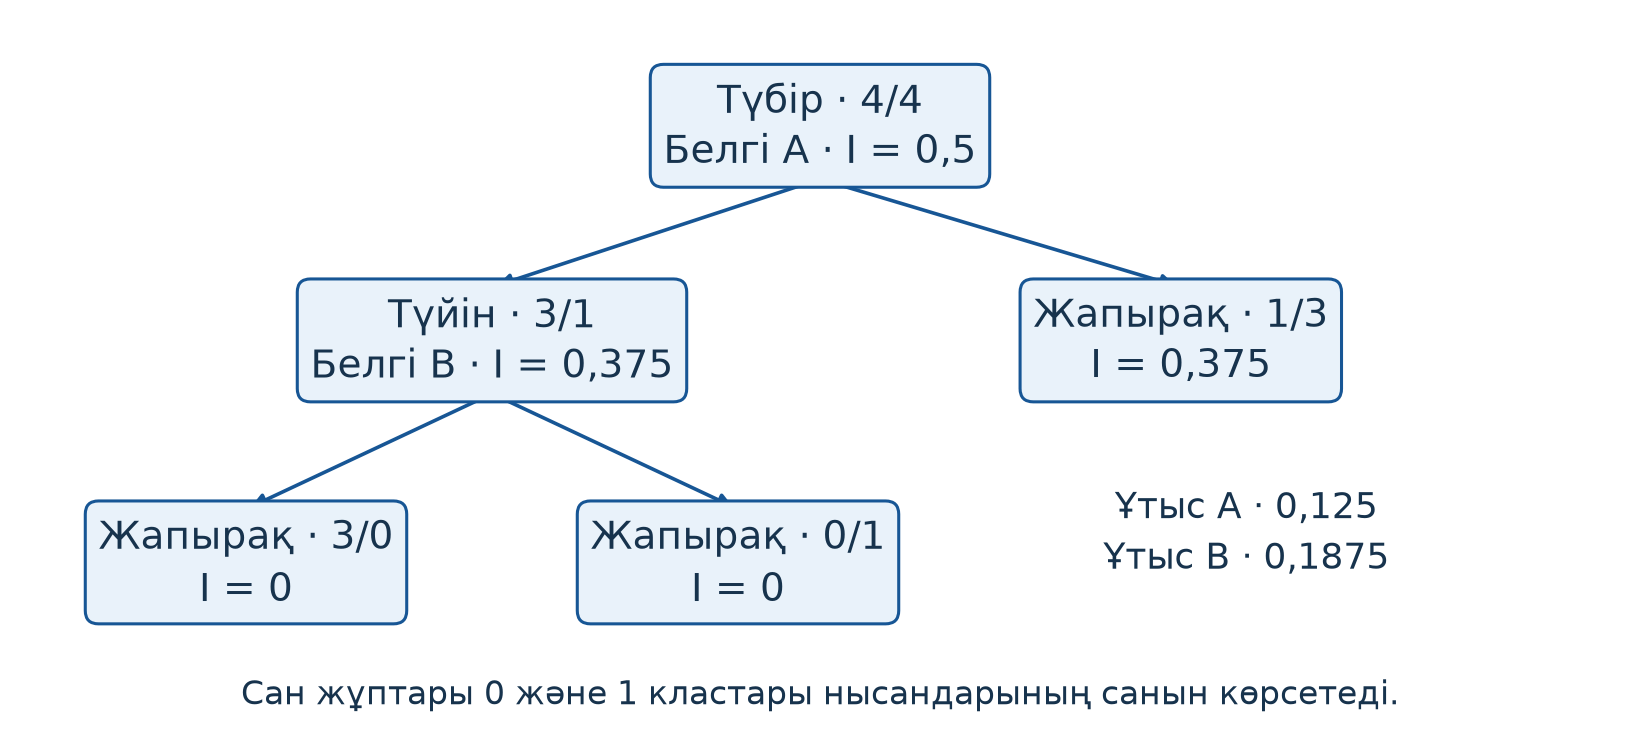 Түбір · 4/4
Белгі A · I = 0,5
Түйін · 3/1
Белгі B · I = 0,375
Жапырақ · 1/3
I = 0,375
Жапырақ · 3/0
I = 0
Жапырақ · 0/1
I = 0
Ұтыс A · 0,125
Ұтыс B · 0,1875
Сан жұптары 0 және 1 кластары нысандарының санын көрсетеді.